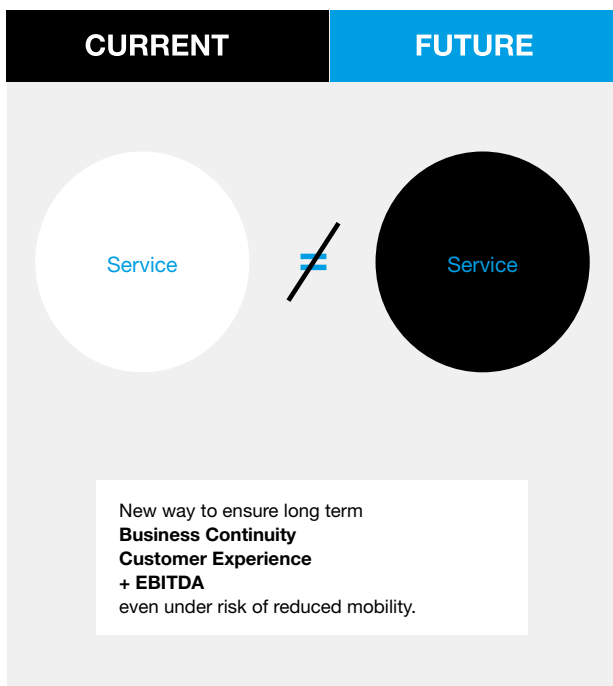 CURRENT FUTURE
Service ≠ Service
New way to ensure long term
Business Continuity
Customer Experience
+ EBITDA
even under risk of reduced mobility.